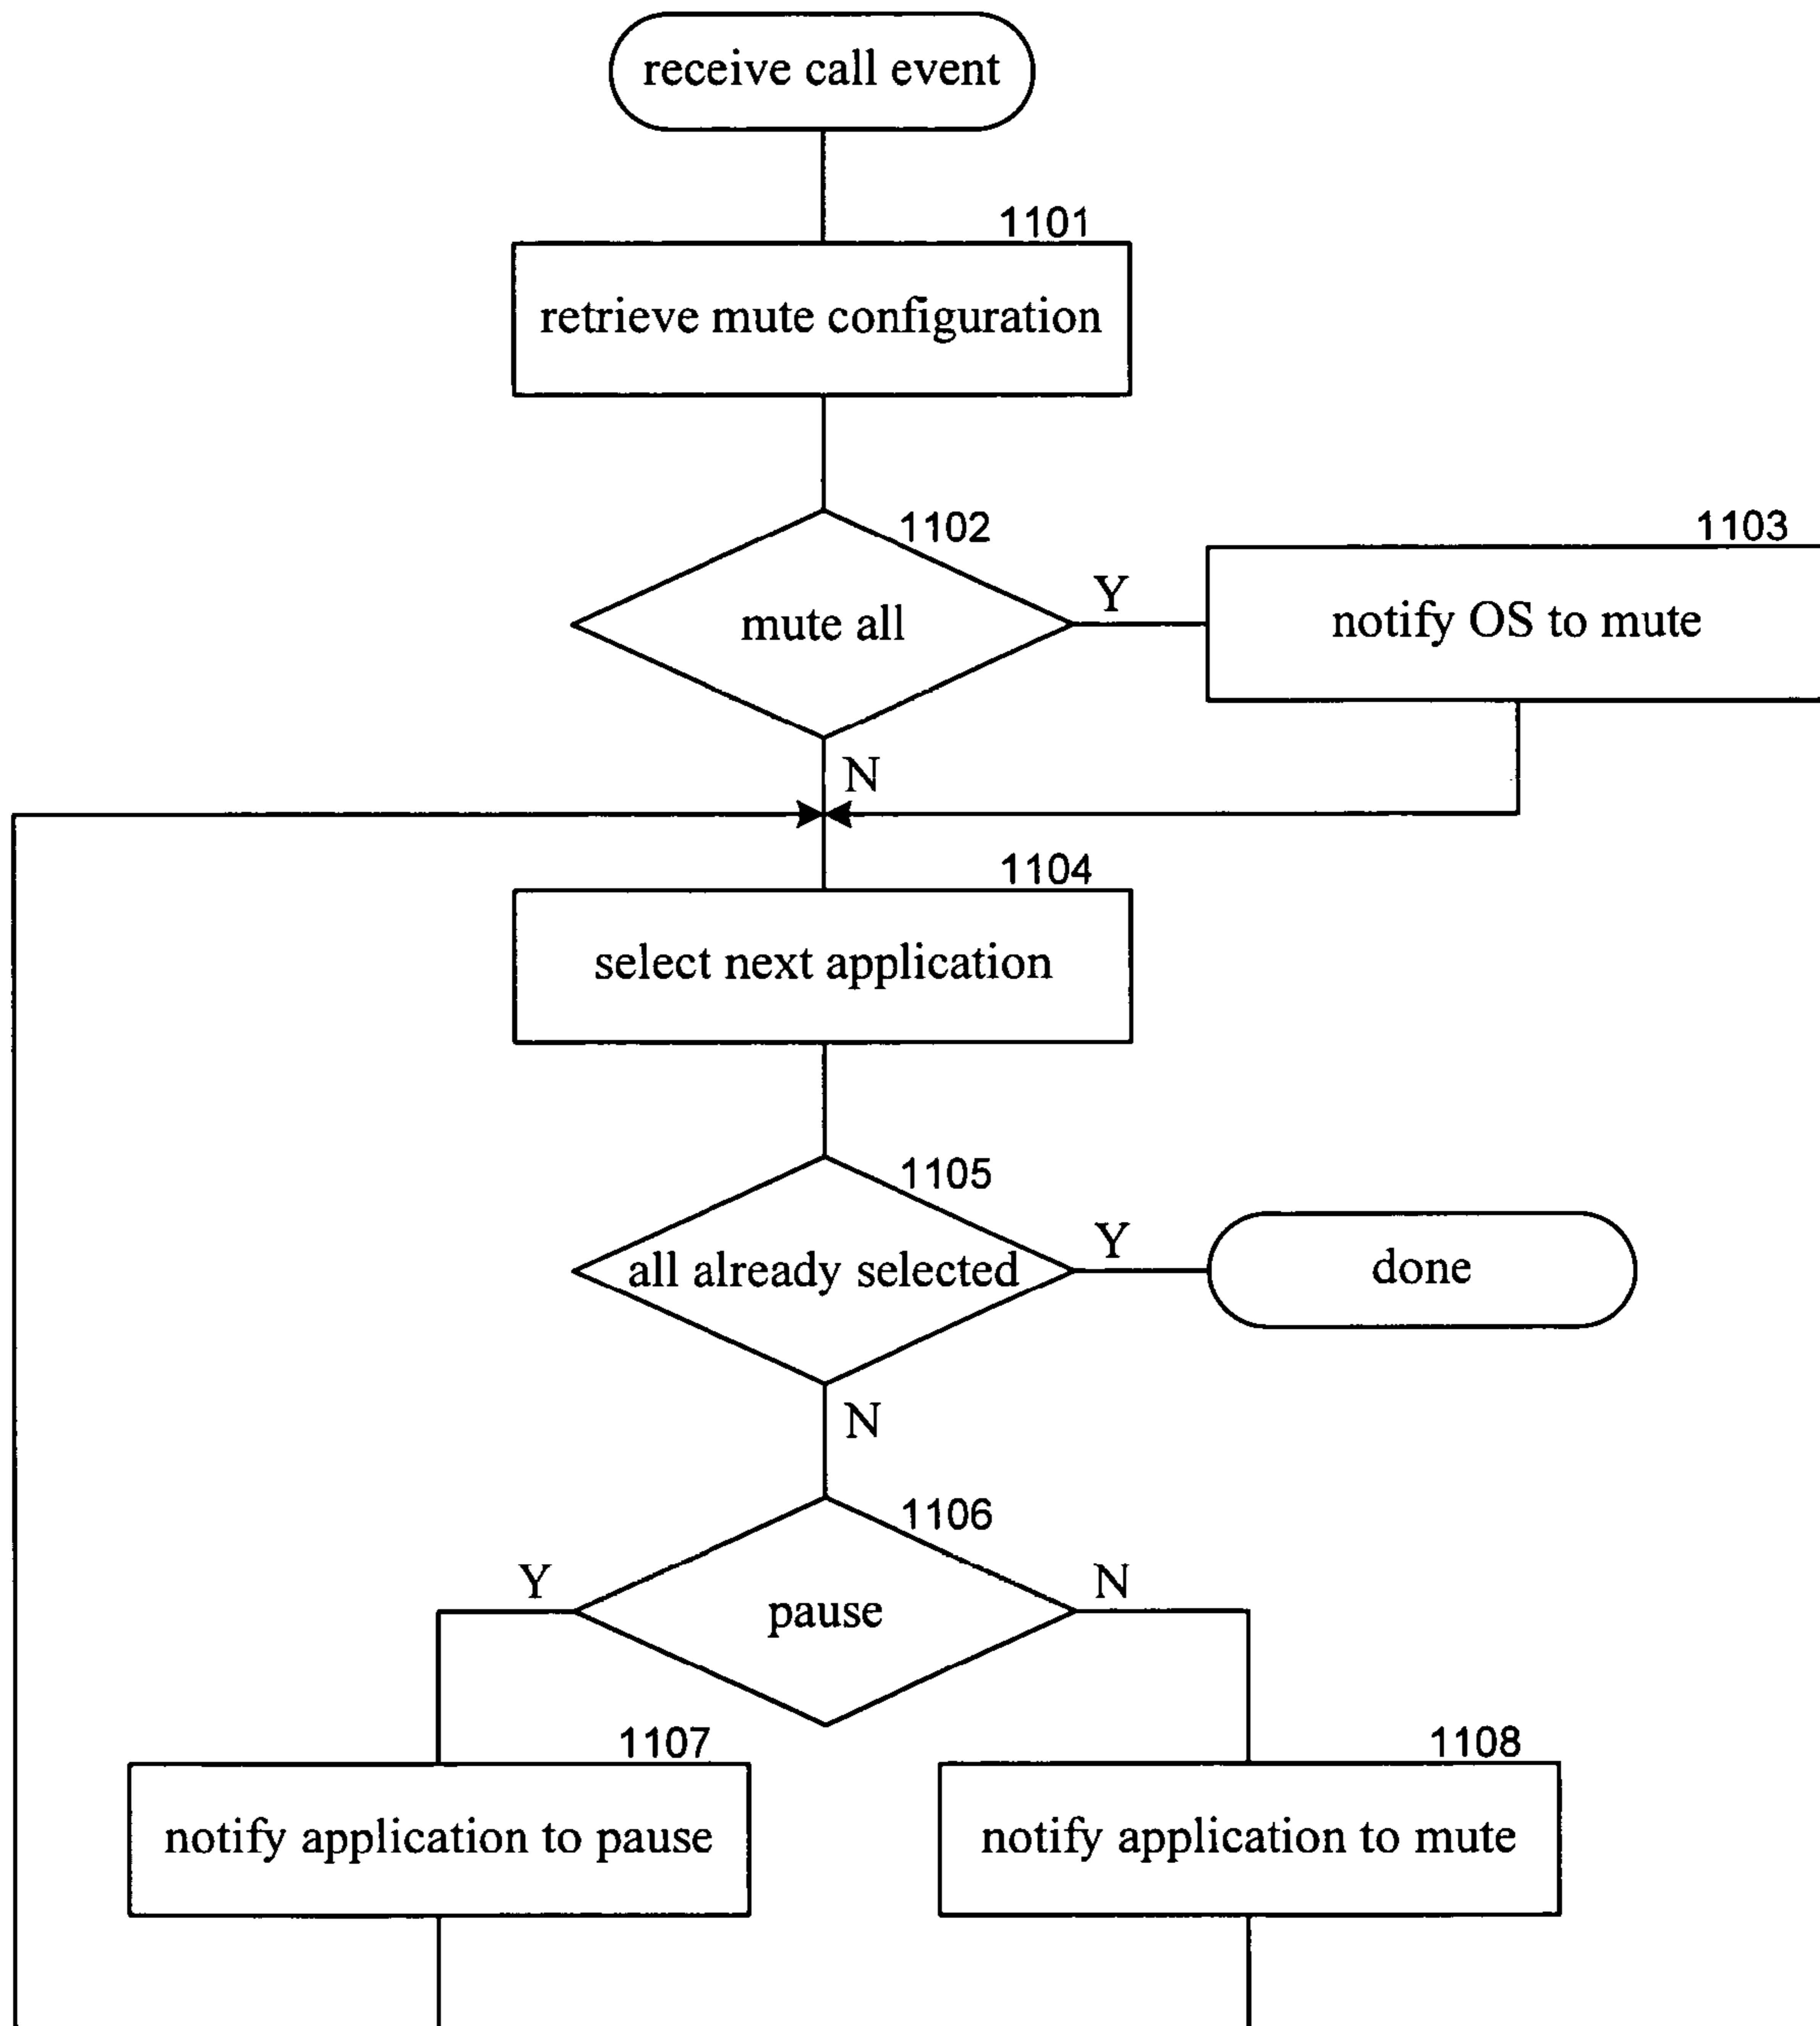 receive call event
1101
retrieve mute configuration
1102
mute all
Y
1103
notify OS to mute
N
1104
select next application
1105
all already selected
Y
done
N
1106
pause
Y
N
1107
notify application to pause
1108
notify application to mute